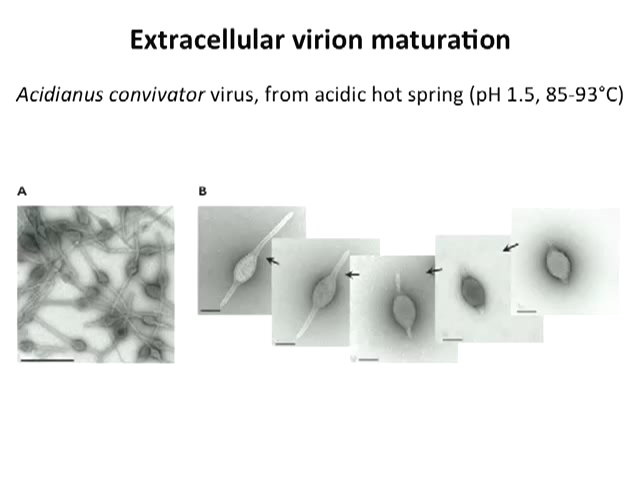 Extracellular virion maturation
Acidianus convivator virus, from acidic hot spring (pH 1.5, 85-93°C)
A
B